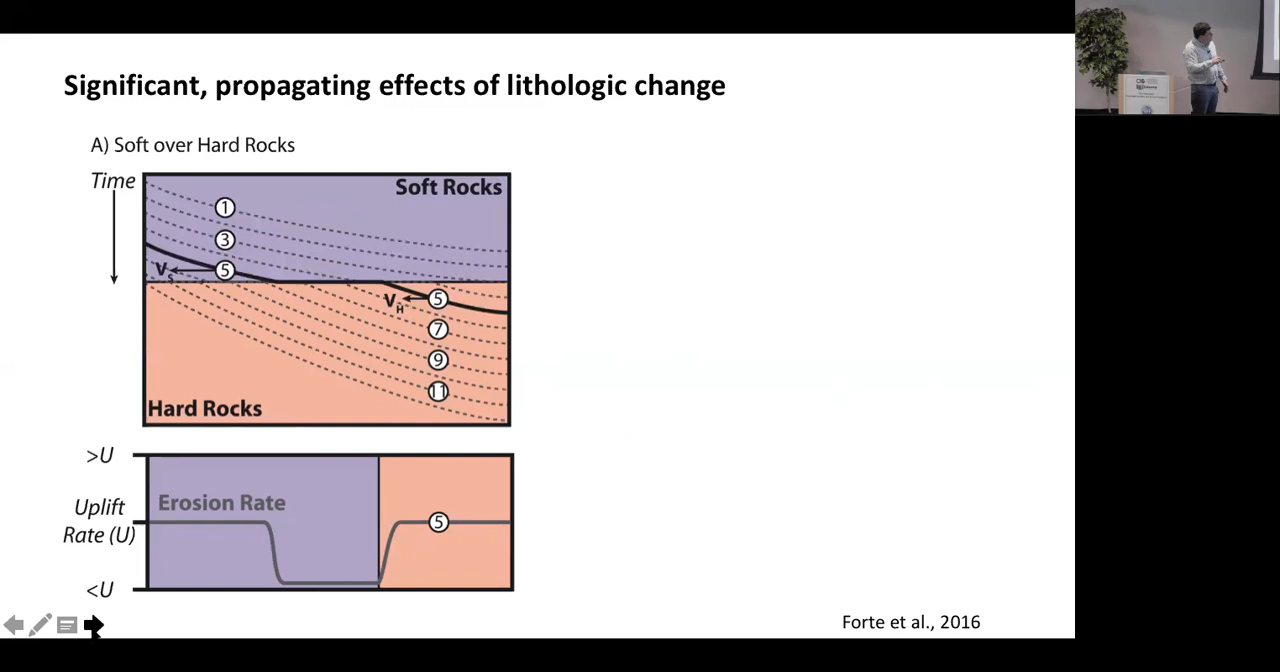 Significant, propagating effects of lithologic change
A) Soft over Hard Rocks
Time
Soft Rocks
1
3
5
VS
5
VH
7
9
11
Hard Rocks
>U
Erosion Rate
Uplift
Rate (U)
5
<U
Forte et al., 2016